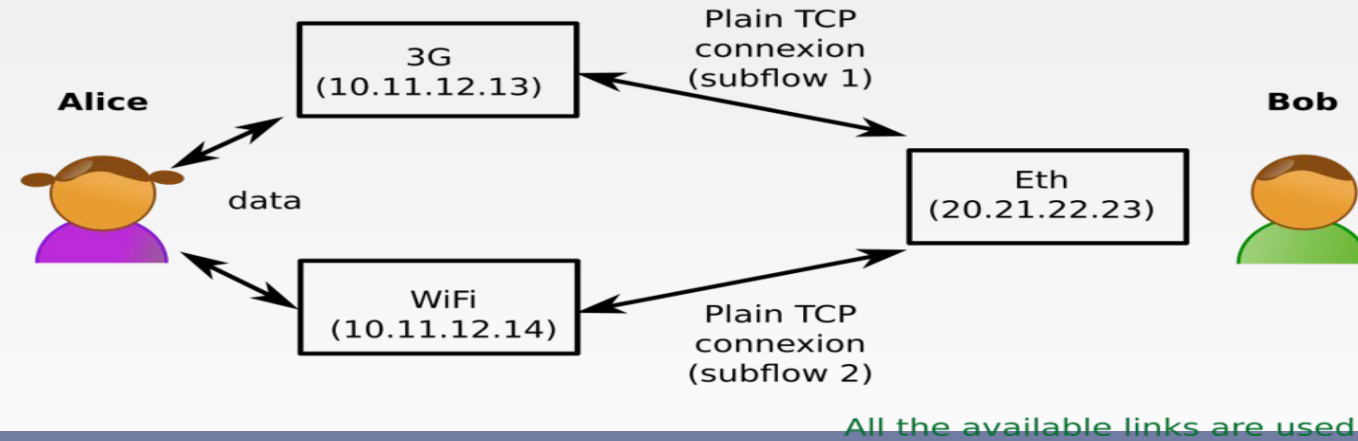 Alice
3G
(10.11.12.13)
data
WiFi
(10.11.12.14)
Plain TCP
connexion
(subflow 1)
Plain TCP
connexion
(subflow 2)
Eth
(20.21.22.23)
Bob
All the available links are used